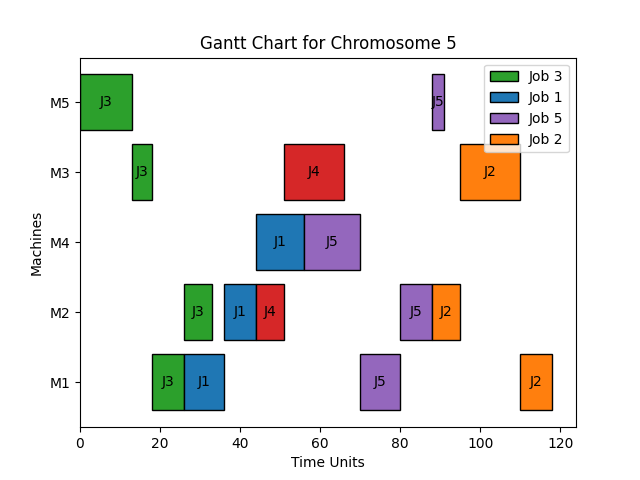 Gantt Chart for Chromosome 5
Job 3
Job 1
Job 5
Job 2
M5
J3
J5
M3
J3
J4
J2
M4
J1
J5
M2
J3
J1
J4
J5
J2
M1
J3
J1
J5
J2
Machines
0 20 40 60 80 100 120
Time Units